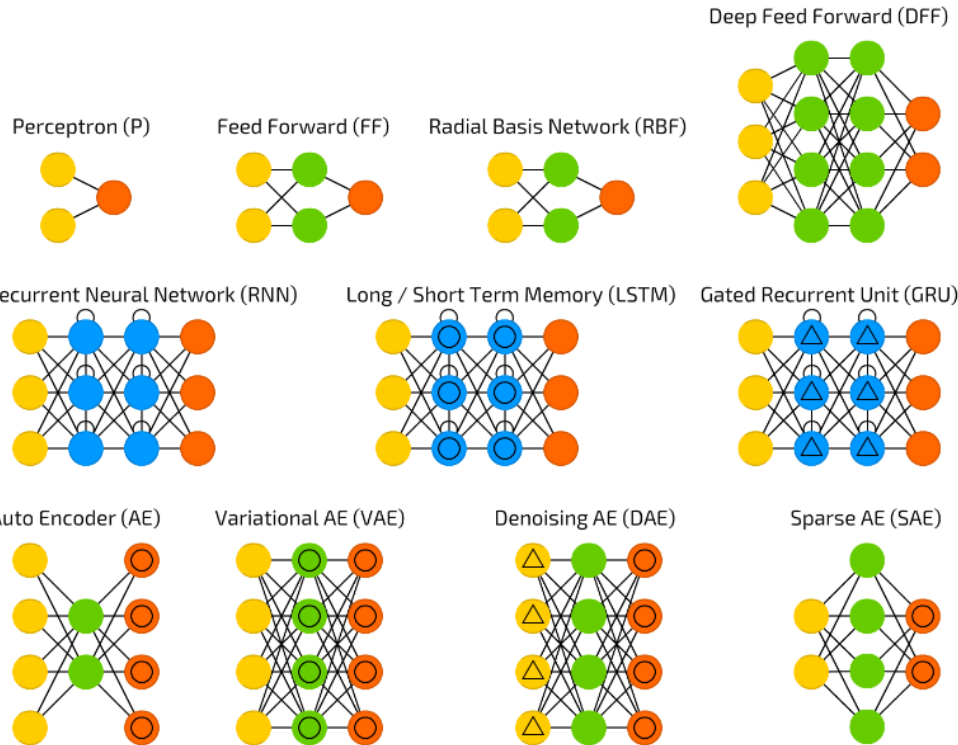 Deep Feed Forward (DFF)
Perceptron (P)
Feed Forward (FF)
Radial Basis Network (RBF)
ecurrent Neural Network (RNN)
Long / Short Term Memory (LSTM)
Gated Recurrent Unit (GRU)
uto Encoder (AE)
Variational AE (VAE)
Denoising AE (DAE)
Sparse AE (SAE)